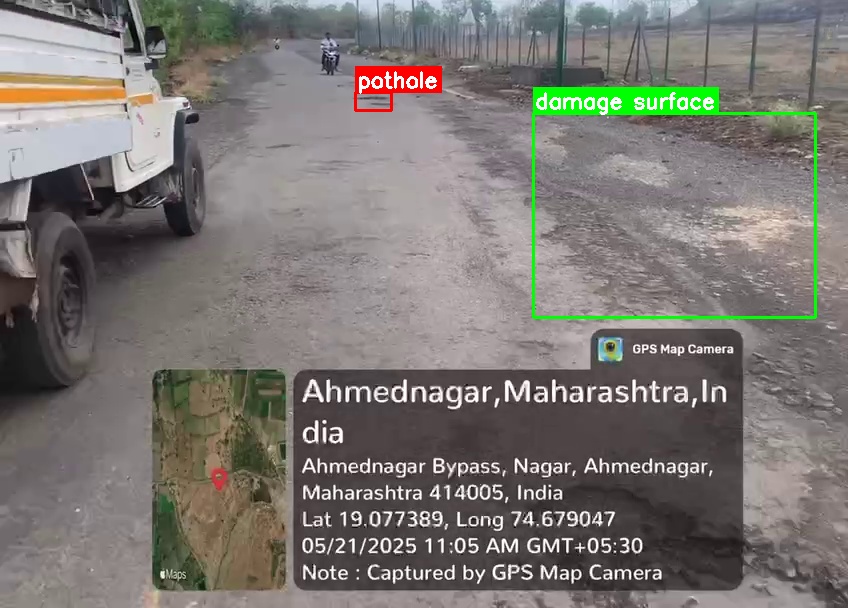 pothole
damage surface
GPS Map Camera
Ahmednagar,Maharashtra,In
dia
Ahmednagar Bypass, Nagar, Ahmednagar,
Maharashtra 414005, India
Lat 19.077389, Long 74.679047
05/21/2025 11:05 AM GMT+05:30
Note : Captured by GPS Map Camera
Maps